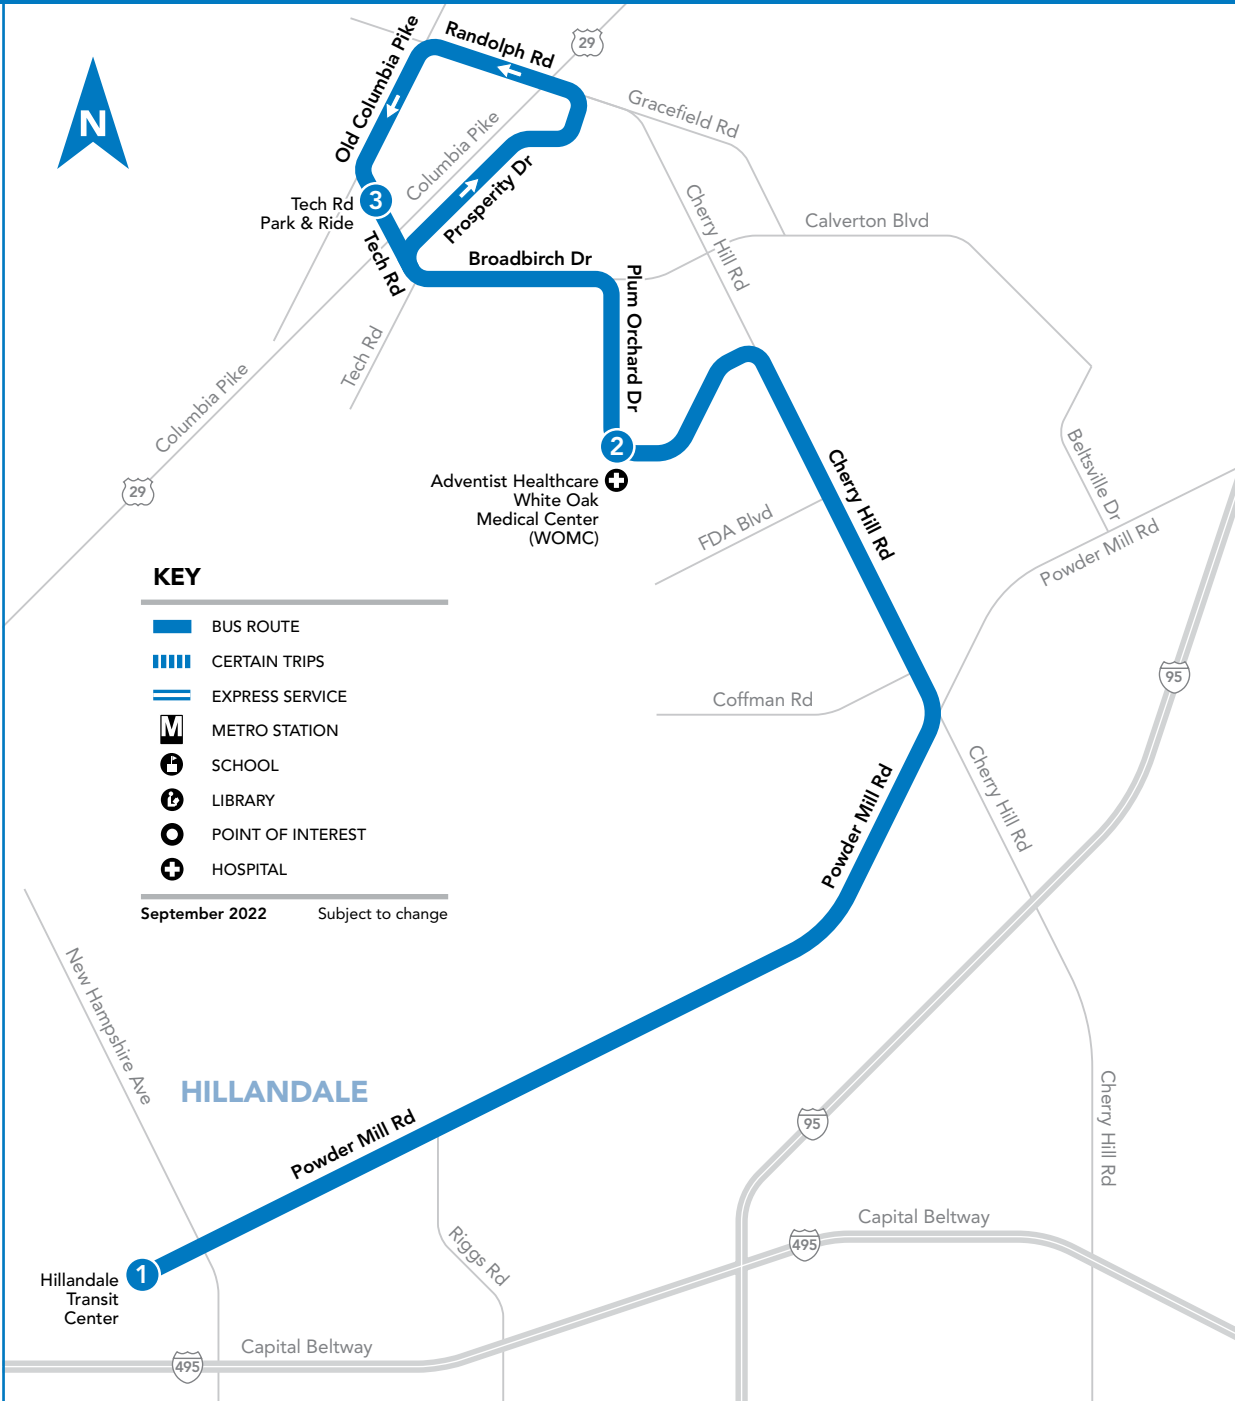 Old Columbia Pike
Randolph Rd
29
N
Gracefield Rd
Columbia Pike
Prosperity Dr
Cherry Hill Rd
Calverton Blvd
3
Tech Rd
Park & Ride
Tech Rd
Broadbirch Dr
Plum Orchard Dr
Tech Rd
Columbia Pike
29
2
Adventist Healthcare
White Oak
Medical Center
(WOMC)
Cherry Hill Rd
FDA Blvd
Beltsville Dr
Powder Mill Rd
KEY
BUS ROUTE
CERTAIN TRIPS
EXPRESS SERVICE
M METRO STATION
SCHOOL
LIBRARY
POINT OF INTEREST
HOSPITAL
September 2022 Subject to change
95
Coffman Rd
Cherry Hill Rd
Powder Mill Rd
New Hampshire Ave
HILLANDALE
Powder Mill Rd
95
Cherry Hill Rd
Capital Beltway
495
Riggs Rd
1
Hillandale
Transit
Center
Capital Beltway
495